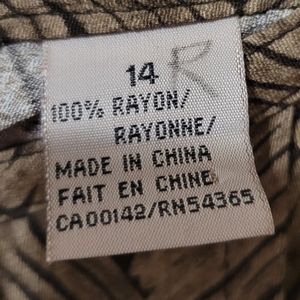 14 R
100% RAYON/
RAYONNE/
MADE IN CHINA
FAIT EN CHINE
CA00142/RN54365